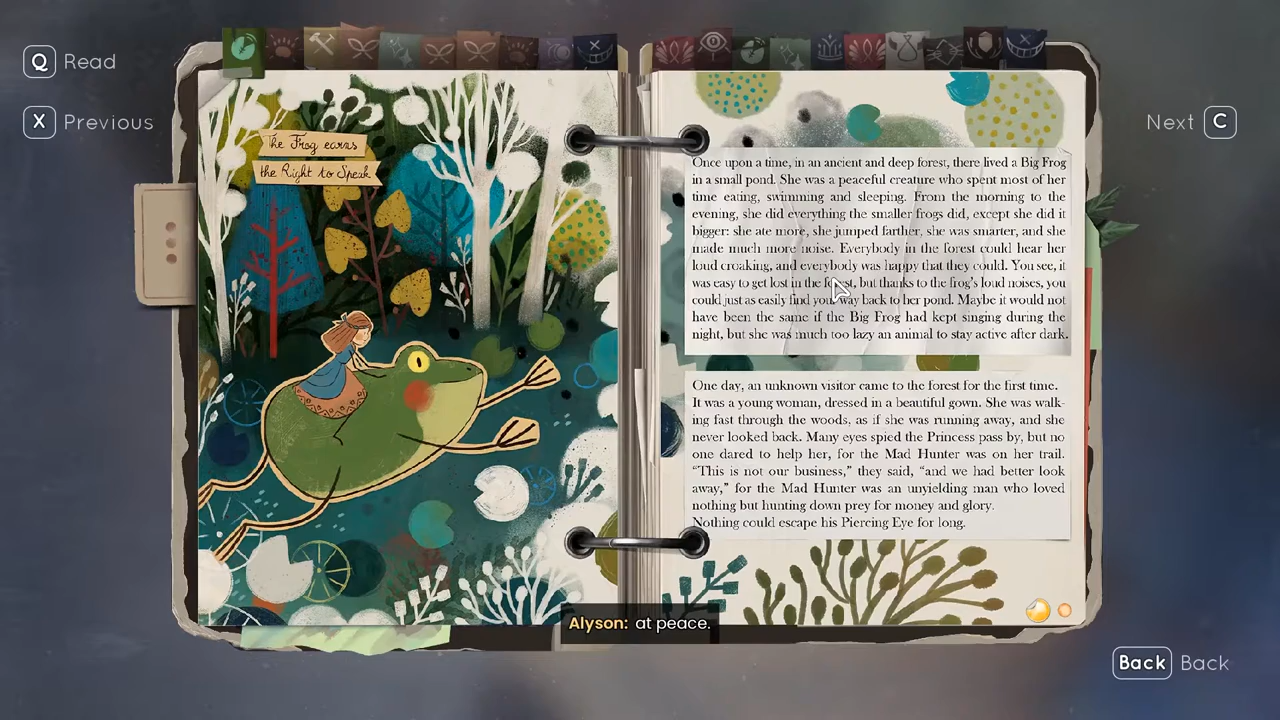 Q Read
X Previous
Next C
The Frog earns
the Right to Speak
Once upon a time, in an ancient and deep forest, there lived a Big Frog
in a small pond. She was a peaceful creature who spent most of her
time eating, swimming and sleeping. From the morning to the
evening, she did everything the smaller frogs did, except she did it
bigger: she ate more, she jumped farther, she was smarter, and she
made much more noise. Everybody in the forest could hear her
loud croaking, and everybody was happy that they could. You see, it
was easy to get lost in the forest, but thanks to the frog's loud noises, you
could just as easily find your way back to her pond. Maybe it would not
have been the same if the Big Frog had kept singing during the
night, but she was much too lazy an animal to stay active after dark.
One day, an unknown visitor came to the forest for the first time.
It was a young woman, dressed in a beautiful gown. She was walk-
ing fast through the woods, as if she was running away, and she
never looked back. Many eyes spied the Princess pass by, but no
one dared to help her, for the Mad Hunter was on her trail.
“This is not our business,” they said, “and we had better look
away,” for the Mad Hunter was an unyielding man who loved
nothing but hunting down prey for money and glory.
Nothing could escape his Piercing Eye for long.
Alyson: at peace.
Back Back